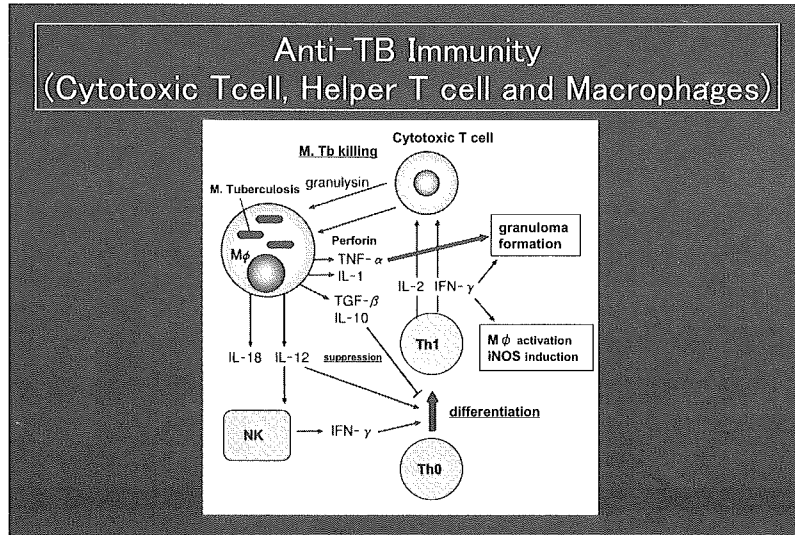 Anti-TB Immunity
(Cytotoxic Tcell, Helper T cell and Macrophages)
Cytotoxic T cell
M. Tb killing
granulysin
M. Tuberculosis
Mϕ
Perforin
TNF-α
IL-1
granuloma
formation
TGF-β
IL-10
IL-2 IFN-γ
Th1
Mϕ activation
iNOS induction
IL-18 IL-12 suppression
differentiation
NK
IFN-γ
Th0